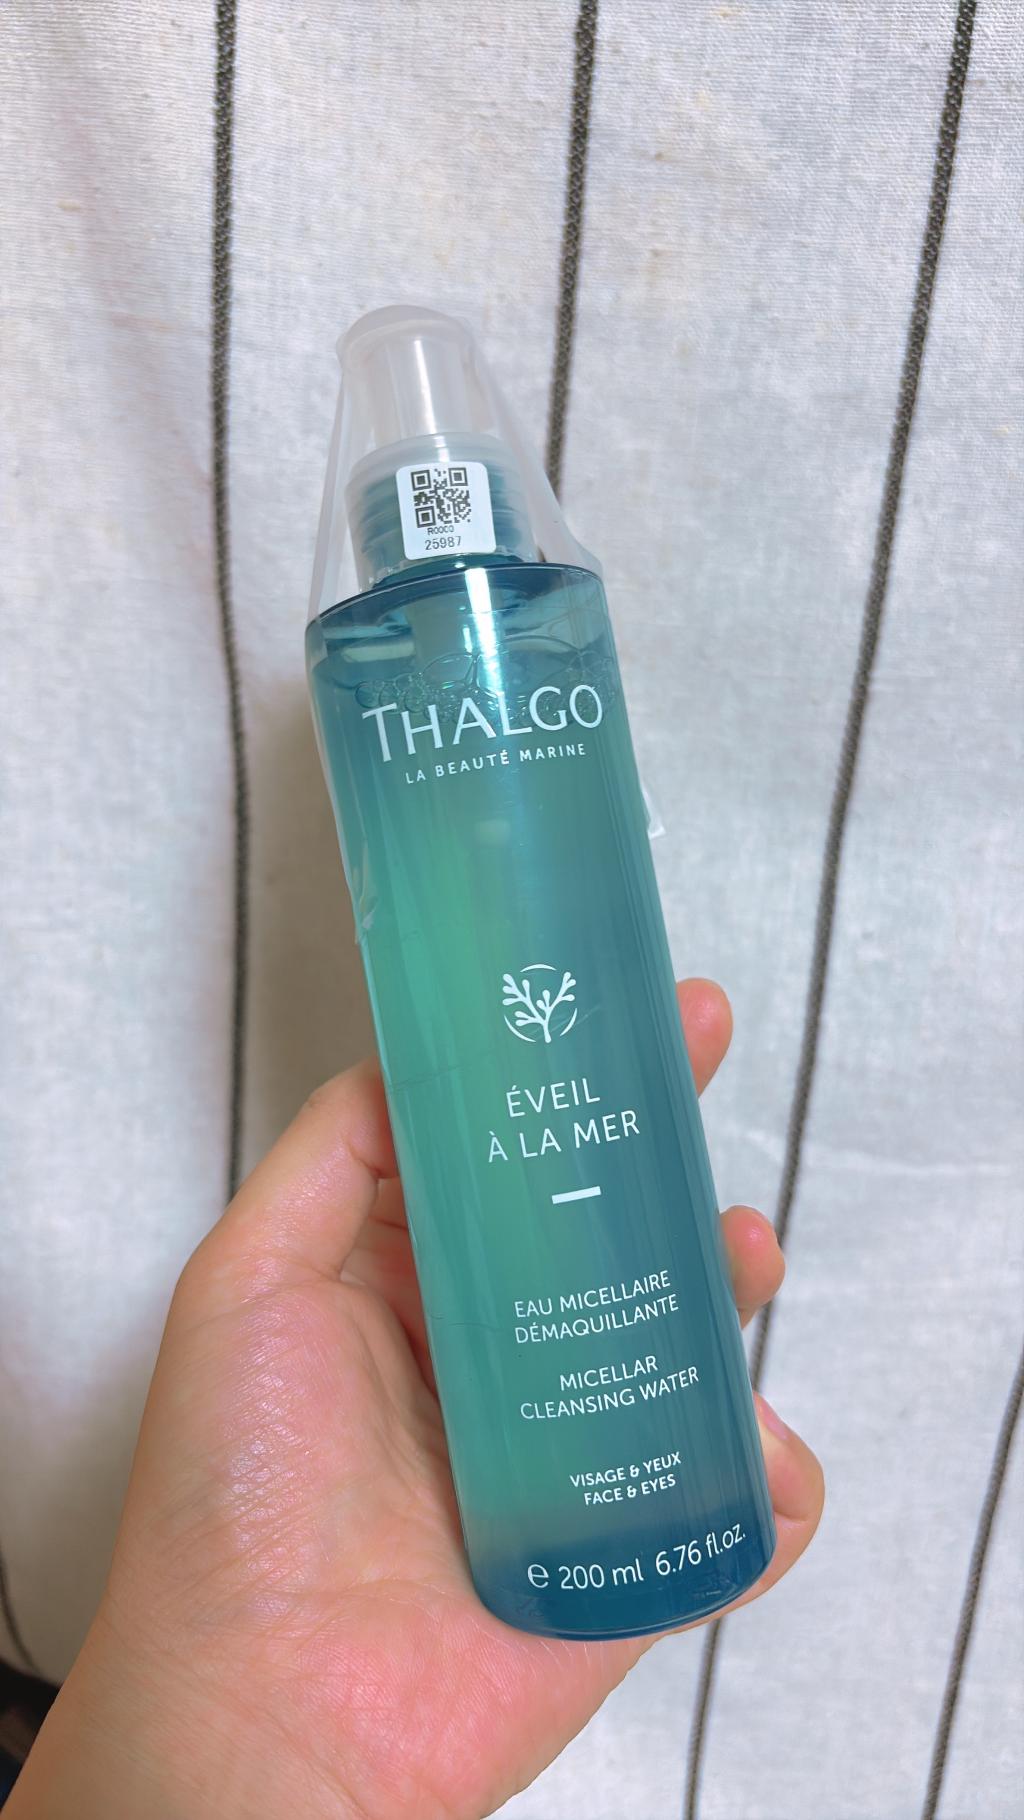 R0OCO
25987
THALGO
LA BEAUTÉ MARINE
ÉVEIL
À LA MER
EAU MICELLAIRE
DÉMAQUILLANTE
MICELLAR
CLEANSING WATER
VISAGE & YEUX
FACE & EYES
℮ 200 ml 6.76 fl.oz.